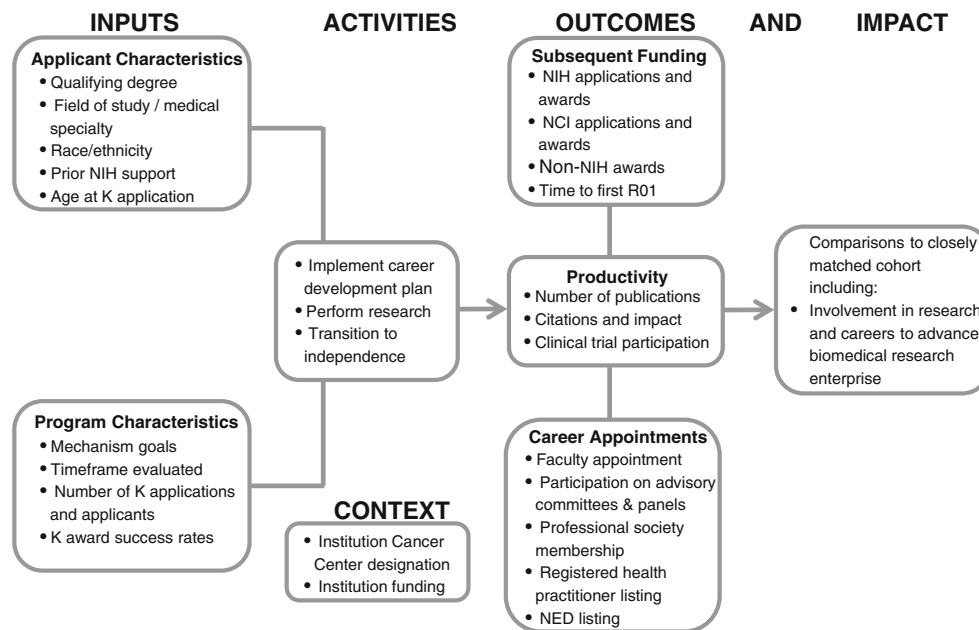 INPUTS
ACTIVITIES
OUTCOMES AND IMPACT
Applicant Characteristics
• Qualifying degree
• Field of study / medical
specialty
• Race/ethnicity
• Prior NIH support
• Age at K application
Program Characteristics
• Mechanism goals
• Timeframe evaluated
• Number of K applications
and applicants
• K award success rates
• Implement career
development plan
• Perform research
• Transition to
independence
CONTEXT
• Institution Cancer
Center designation
• Institution funding
Subsequent Funding
• NIH applications and
awards
• NCI applications and
awards
• Non-NIH awards
• Time to first R01
Productivity
• Number of publications
• Citations and impact
• Clinical trial participation
Career Appointments
• Faculty appointment
• Participation on advisory
committees & panels
• Professional society
membership
• Registered health
practitioner listing
• NED listing
Comparisons to closely
matched cohort
including:
• Involvement in research
and careers to advance
biomedical research
enterprise